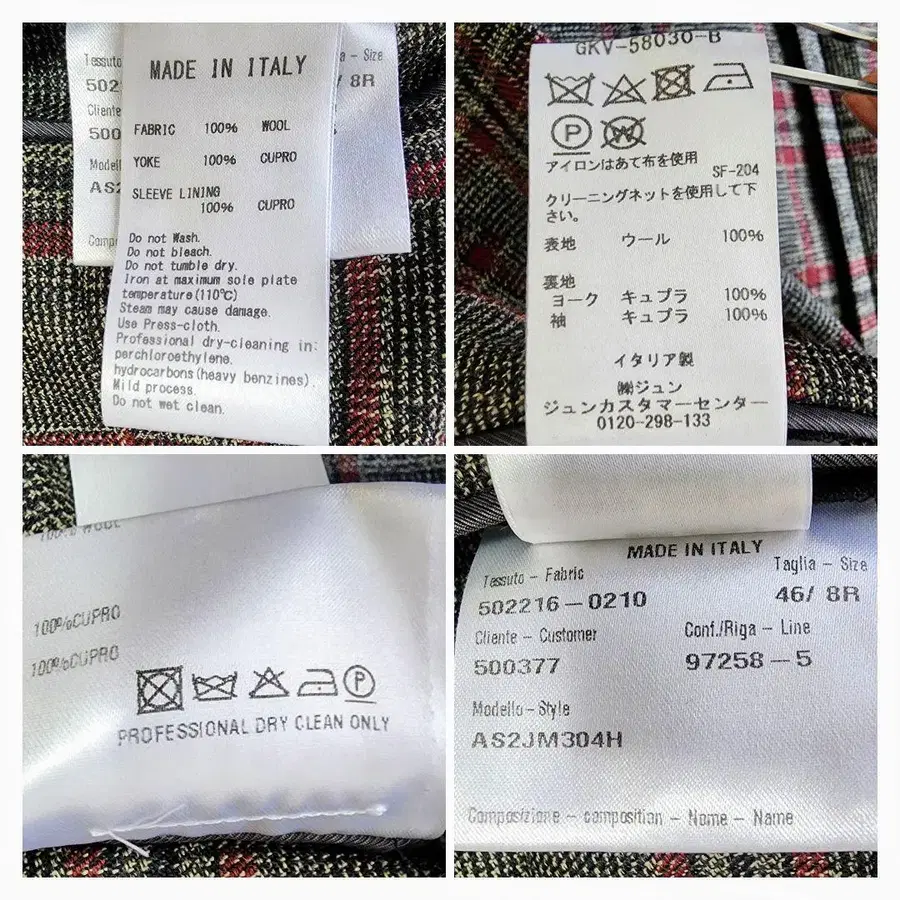 Tessuto
502
Cliente
500
Modell
AS2
Compo
a - Size
/ 8R
MADE IN ITALY
FABRIC 100% WOOL
YOKE 100% CUPRO
SLEEVE LINING
100% CUPRO
Do not Wash.
Do not bleach.
Do not tumble dry.
Iron at maximum sole plate
temperature(110℃)
Steam may cause damage.
Use Press-cloth.
Professional dry-cleaning in:
perchloroethylene.
hydrocarbons(heavy benzines).
Mild process.
Do not wet clean.
GKV-58030-B
P W
アイロンはあて布を使用
SF-204
クリーニングネットを使用して下
さい。
表地 ウール 100%
裏地
ヨーク キュプラ 100%
袖 キュプラ 100%
イタリア製
㈱ジュン
ジュンカスタマーセンター
0120-298-133
100% WOOL
100%CUPRO
100%CUPRO
P
PROFESSIONAL DRY CLEAN ONLY
MADE IN ITALY
Tessuto - Fabric
Taglia - Size
502216-0210
46/ 8R
Cliente - Customer
Conf./Riga - Line
500377
97258-5
Modello-Style
AS2JM304H
Composizione - composition - Nome - Name